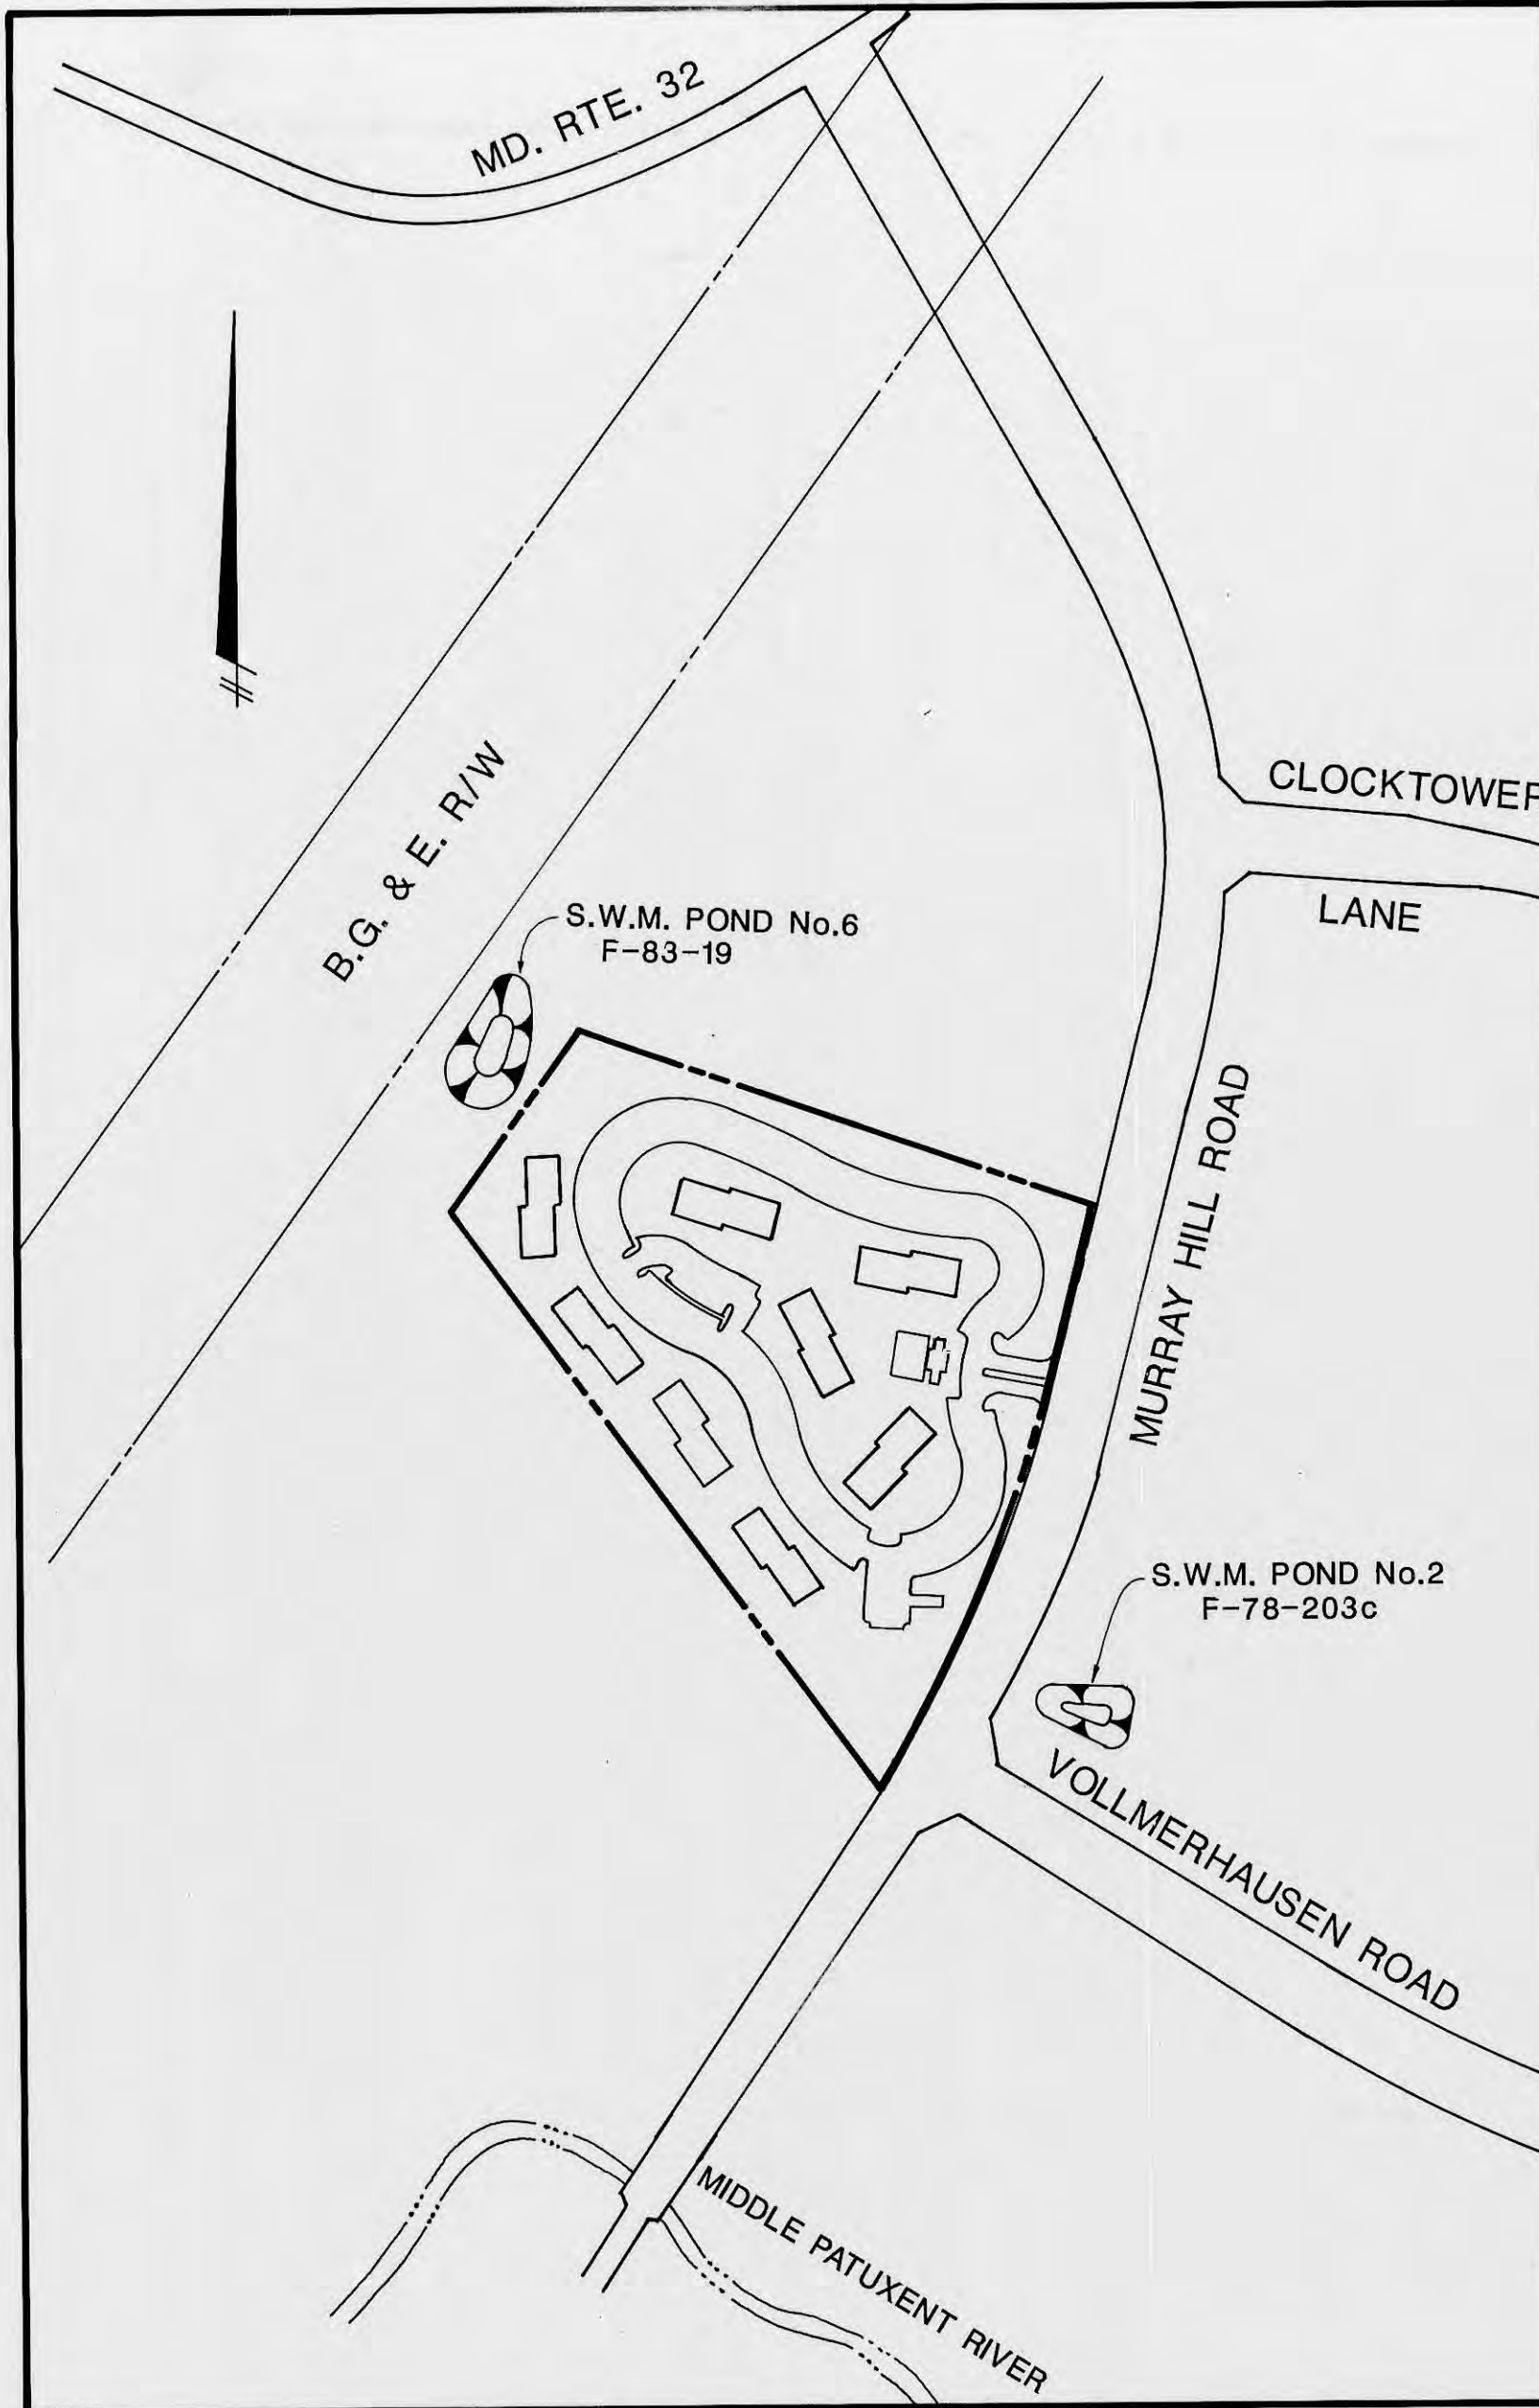 MD. RTE. 32
CLOCKTOWER
LANE
B.G. & E. R/W
S.W.M. POND No.6
F-83-19
MURRAY HILL ROAD
S.W.M. POND No.2
F-78-203c
VOLLMERHAUSEN ROAD
MIDDLE PATUXENT RIVER